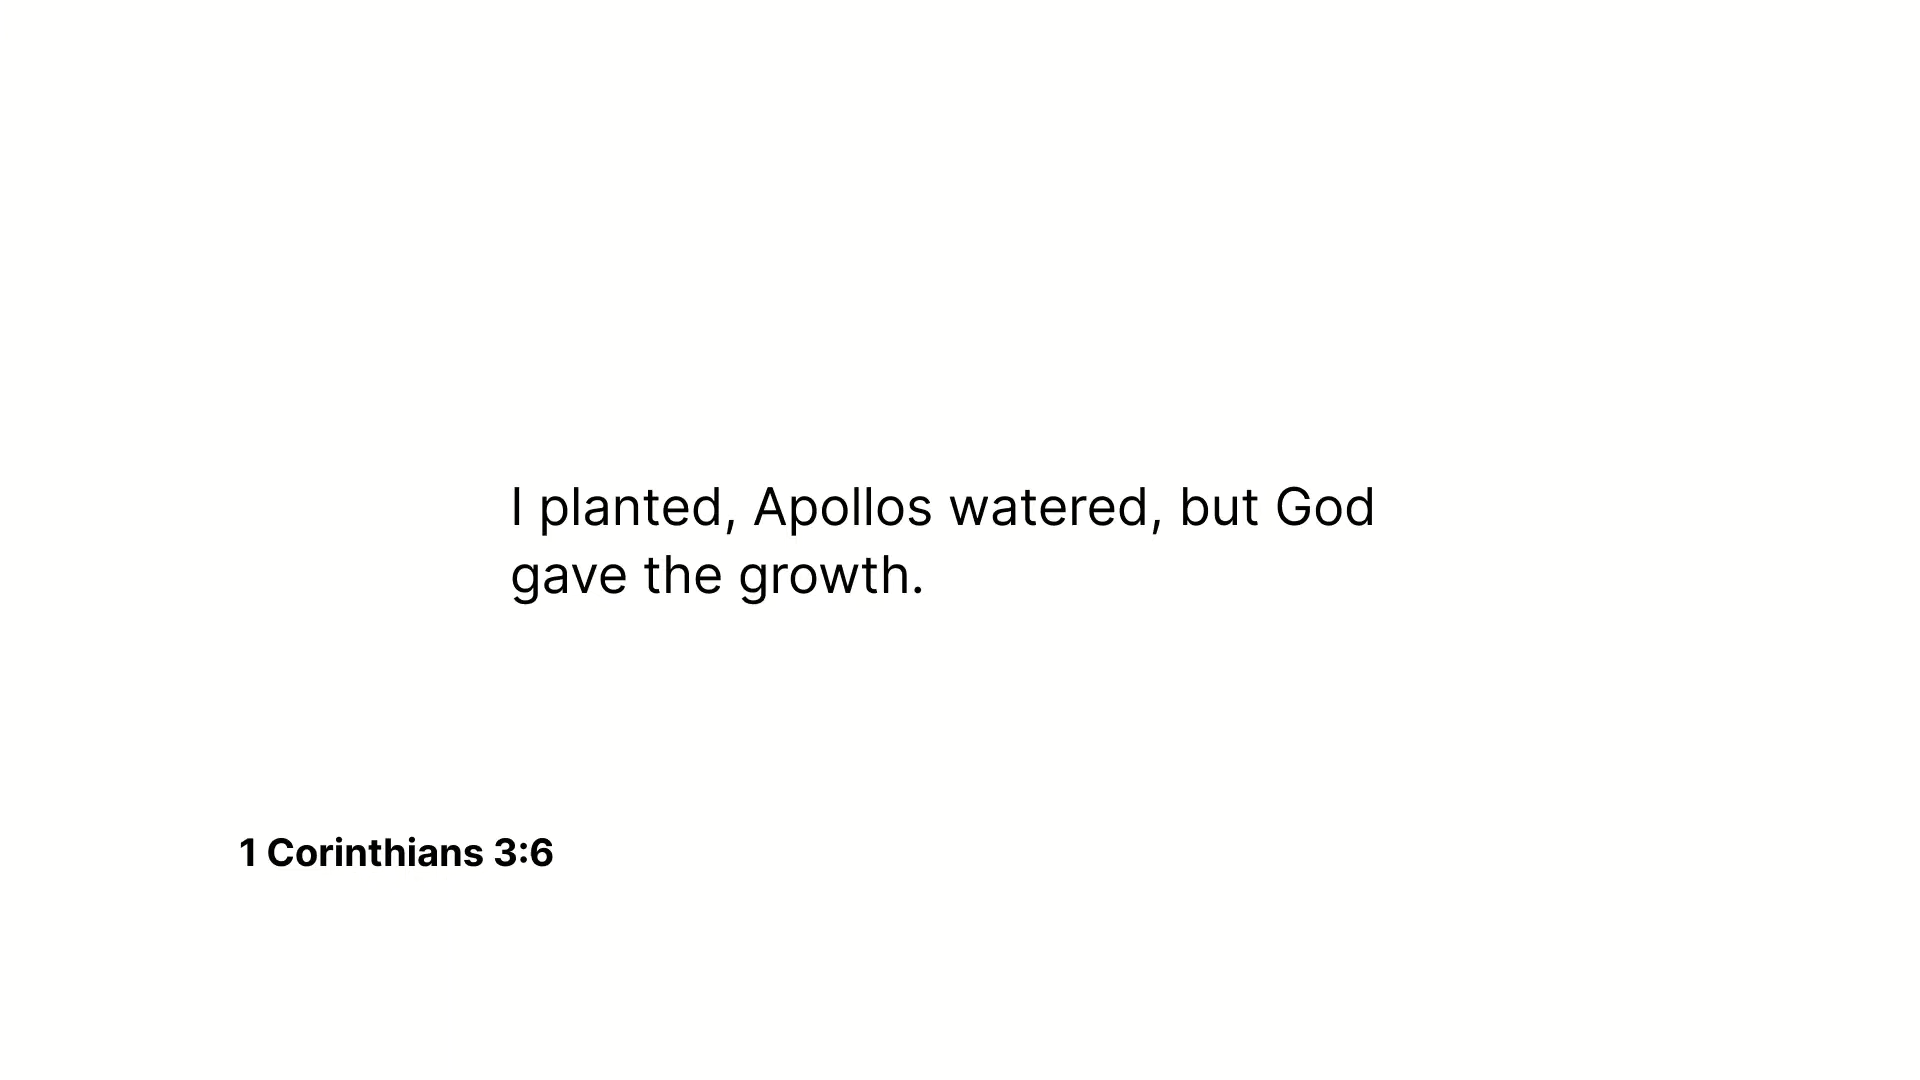 I planted, Apollos watered, but God
gave the growth.
1 Corinthians 3:6